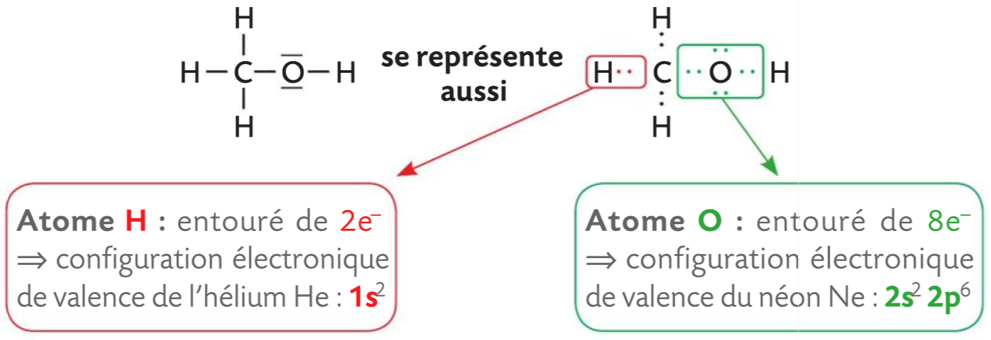 H
H–C–O–H
H
se représente
aussi
H
H·· C ··O·· H
H
Atome H : entouré de 2e⁻
⇒ configuration électronique
de valence de l'hélium He : 1s²
Atome O : entouré de 8e⁻
⇒ configuration électronique
de valence du néon Ne : 2s² 2p⁶